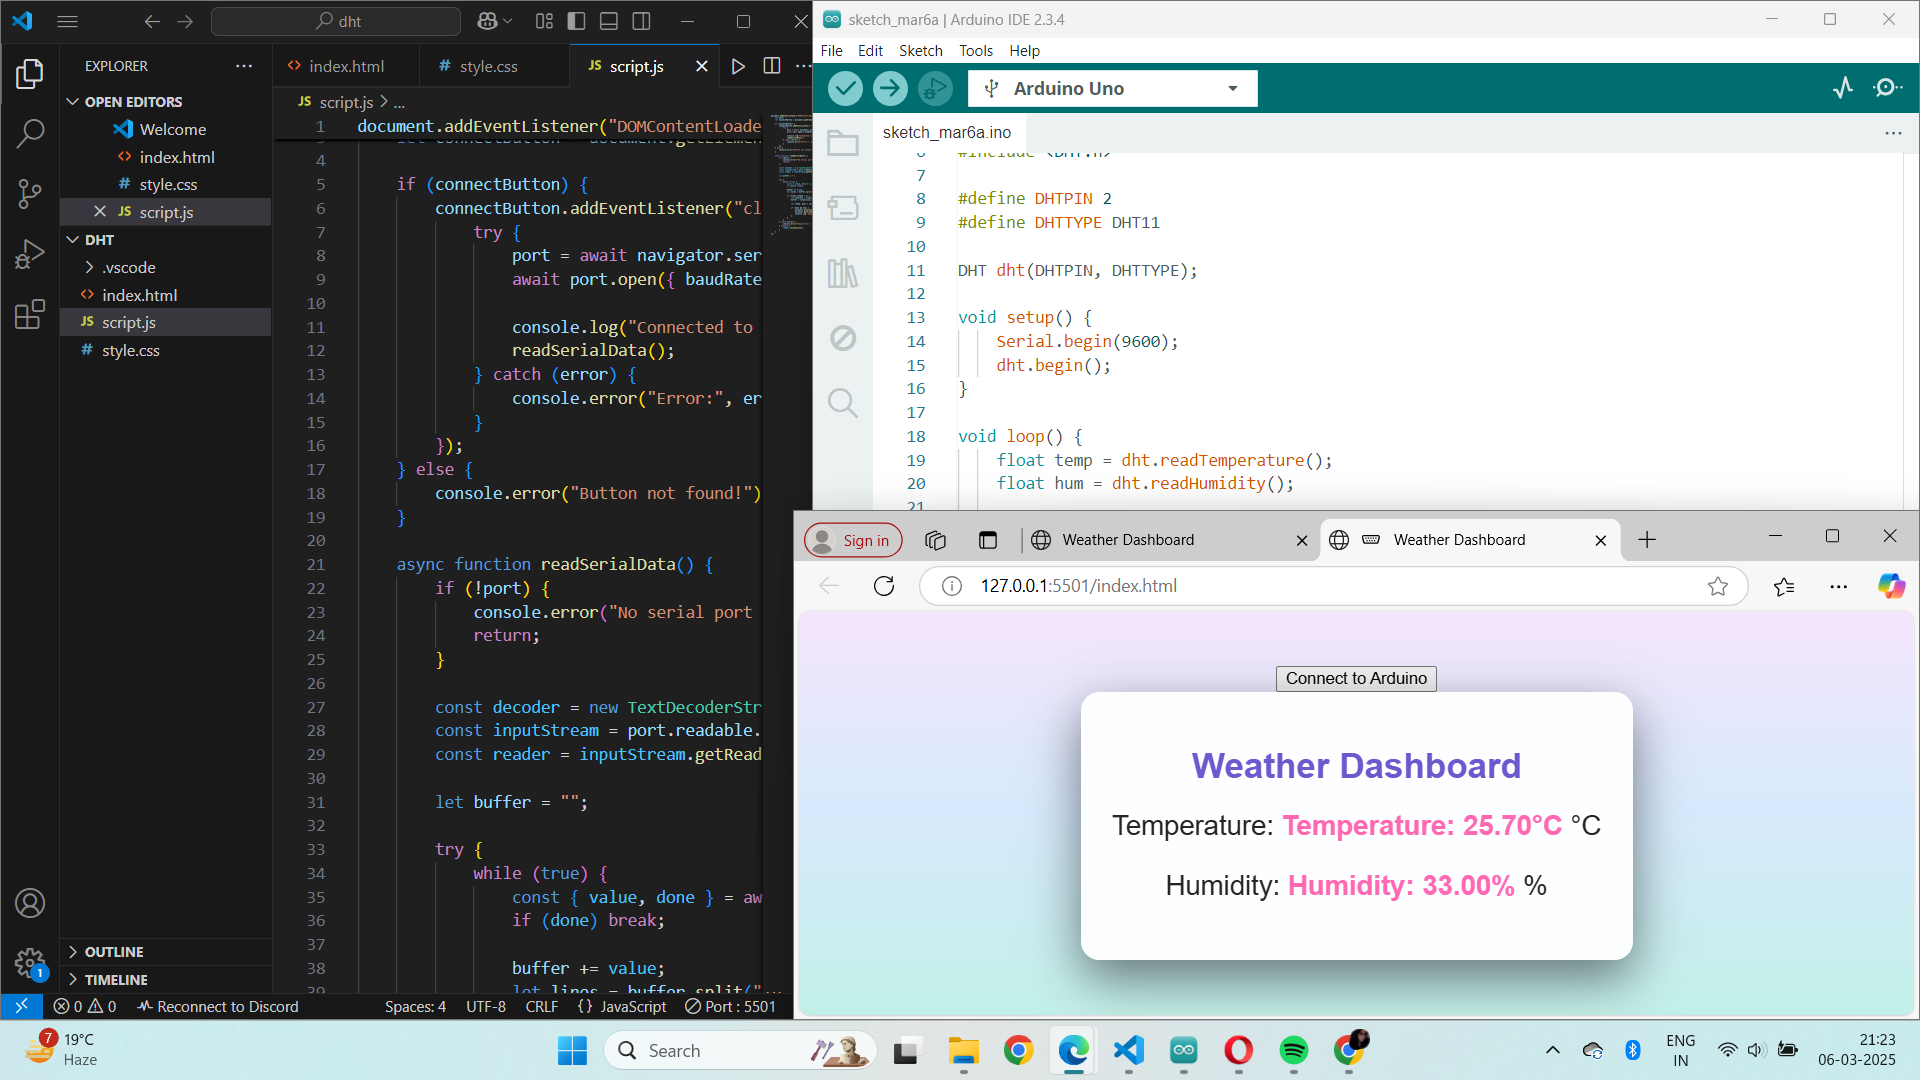 dht
EXPLORER
OPEN EDITORS
Welcome
index.html
style.css
script.js
DHT
.vscode
index.html
script.js
style.css
OUTLINE
TIMELINE
index.html
style.css
script.js
script.js > ...
1 document.addEventListener("DOMContentLoade
4
5 if (connectButton) {
6 connectButton.addEventListener("cl
7 try {
8 port = await navigator.ser
9 await port.open({ baudRate
10
11 console.log("Connected to
12 readSerialData();
13 } catch (error) {
14 console.error("Error:", er
15 }
16 });
17 } else {
18 console.error("Button not found!")
19 }
20
21 async function readSerialData() {
22 if (!port) {
23 console.error("No serial port
24 return;
25 }
26
27 const decoder = new TextDecoderStr
28 const inputStream = port.readable.
29 const reader = inputStream.getRead
30
31 let buffer = "";
32
33 try {
34 while (true) {
35 const { value, done } = aw
36 if (done) break;
37
38 buffer += value;
39 let lines = buffer.split("
1
0 0 Reconnect to Discord Spaces: 4 UTF-8 CRLF {} JavaScript Port : 5501
sketch_mar6a | Arduino IDE 2.3.4
File Edit Sketch Tools Help
Arduino Uno
sketch_mar6a.ino
6 #include <DHT.h>
7
8 #define DHTPIN 2
9 #define DHTTYPE DHT11
10
11 DHT dht(DHTPIN, DHTTYPE);
12
13 void setup() {
14 Serial.begin(9600);
15 dht.begin();
16 }
17
18 void loop() {
19 float temp = dht.readTemperature();
20 float hum = dht.readHumidity();
21
Sign in
Weather Dashboard
Weather Dashboard
127.0.0.1:5501/index.html
Connect to Arduino
Weather Dashboard
Temperature: Temperature: 25.70°C °C
Humidity: Humidity: 33.00% %
7
19°C
Haze
Search
ENG
IN
21:23
06-03-2025